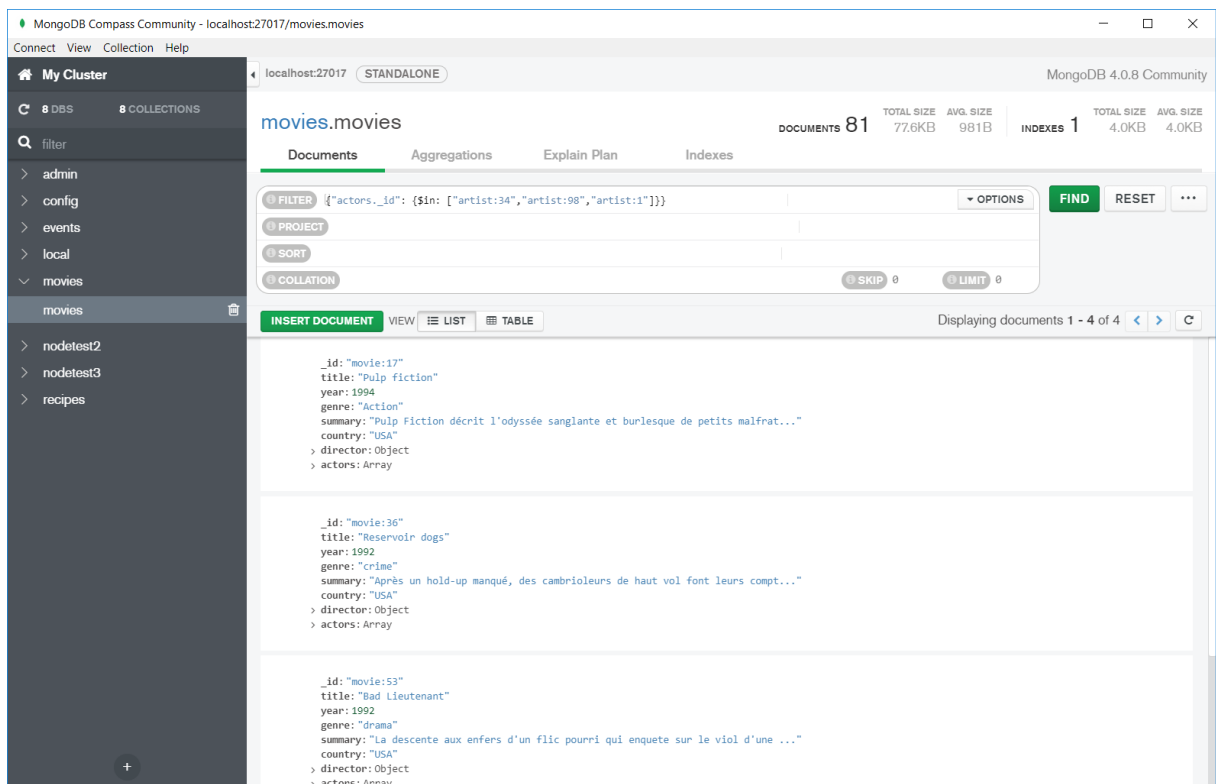 MongoDB Compass Community - localhost:27017/movies.movies
Connect View Collection Help
My Cluster
8 DBS 8 COLLECTIONS
filter
admin
config
events
local
movies
movies
nodetest2
nodetest3
recipes
localhost:27017 STANDALONE MongoDB 4.0.8 Community
movies.movies
DOCUMENTS 81 TOTAL SIZE 77.6KB AVG. SIZE 981B INDEXES 1 TOTAL SIZE 4.0KB AVG. SIZE 4.0KB
Documents Aggregations Explain Plan Indexes
FILTER {"actors._id": {$in: ["artist:34","artist:98","artist:1"]}} OPTIONS FIND RESET ...
PROJECT
SORT
COLLATION SKIP 0 LIMIT 0
INSERT DOCUMENT VIEW LIST TABLE Displaying documents 1 - 4 of 4
_id:"movie:17"
title:"Pulp fiction"
year:1994
genre:"Action"
summary:"Pulp Fiction décrit l'odyssée sanglante et burlesque de petits malfrat..."
country:"USA"
director:Object
actors:Array
_id:"movie:36"
title:"Reservoir dogs"
year:1992
genre:"crime"
summary:"Après un hold-up manqué, des cambrioleurs de haut vol font leurs compt..."
country:"USA"
director:Object
actors:Array
_id:"movie:53"
title:"Bad Lieutenant"
year:1992
genre:"drama"
summary:"La descente aux enfers d'un flic pourri qui enquete sur le viol d'une ..."
country:"USA"
director:Object
actors:Array